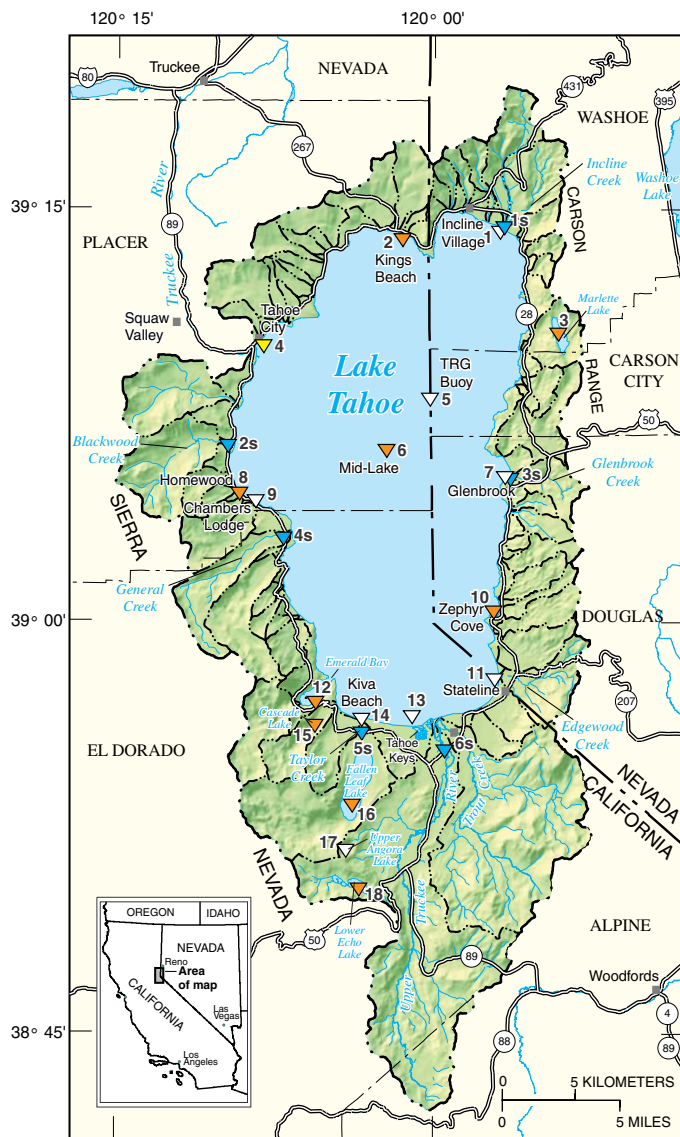 120° 15'
120° 00'
80
Truckee
NEVADA
431
WASHOE
395
267
River
Incline
Creek
Washoe
Lake
39° 15'
89
CARSON
1s
1
Incline
Village
2
Kings
Beach
PLACER
Truckee
Squaw
Valley
Tahoe
City
4
28
Marlette
Lake
3
RANGE
CARSON
CITY
Lake
Tahoe
TRG
Buoy
5
50
Blackwood
Creek
2s
6
Mid-Lake
7
3s
Glenbrook
Glenbrook
Creek
Homewood
8
9
Chambers
Lodge
SIERRA
4s
General
Creek
10
Zephyr
Cove
39° 00'
DOUGLAS
Emerald Bay
11
Stateline
207
12
Kiva
Beach
13
14
Cascade
Lake
15
Edgewood
Creek
EL DORADO
Taylor
Creek
5s
Tahoe
Keys
6s
Fallen
Leaf
Lake
River
Trout Creek
NEVADA
CALIFORNIA
16
17
Upper
Angora
Lake
NEVADA
18
Truckee
Lower
Echo
Lake
50
ALPINE
89
Woodfords
Upper
OREGON
IDAHO
NEVADA
Reno
Area
of map
CALIFORNIA
Las
Vegas
Los
Angeles
38° 45'
4
88
89
0
5 KILOMETERS
0
5 MILES